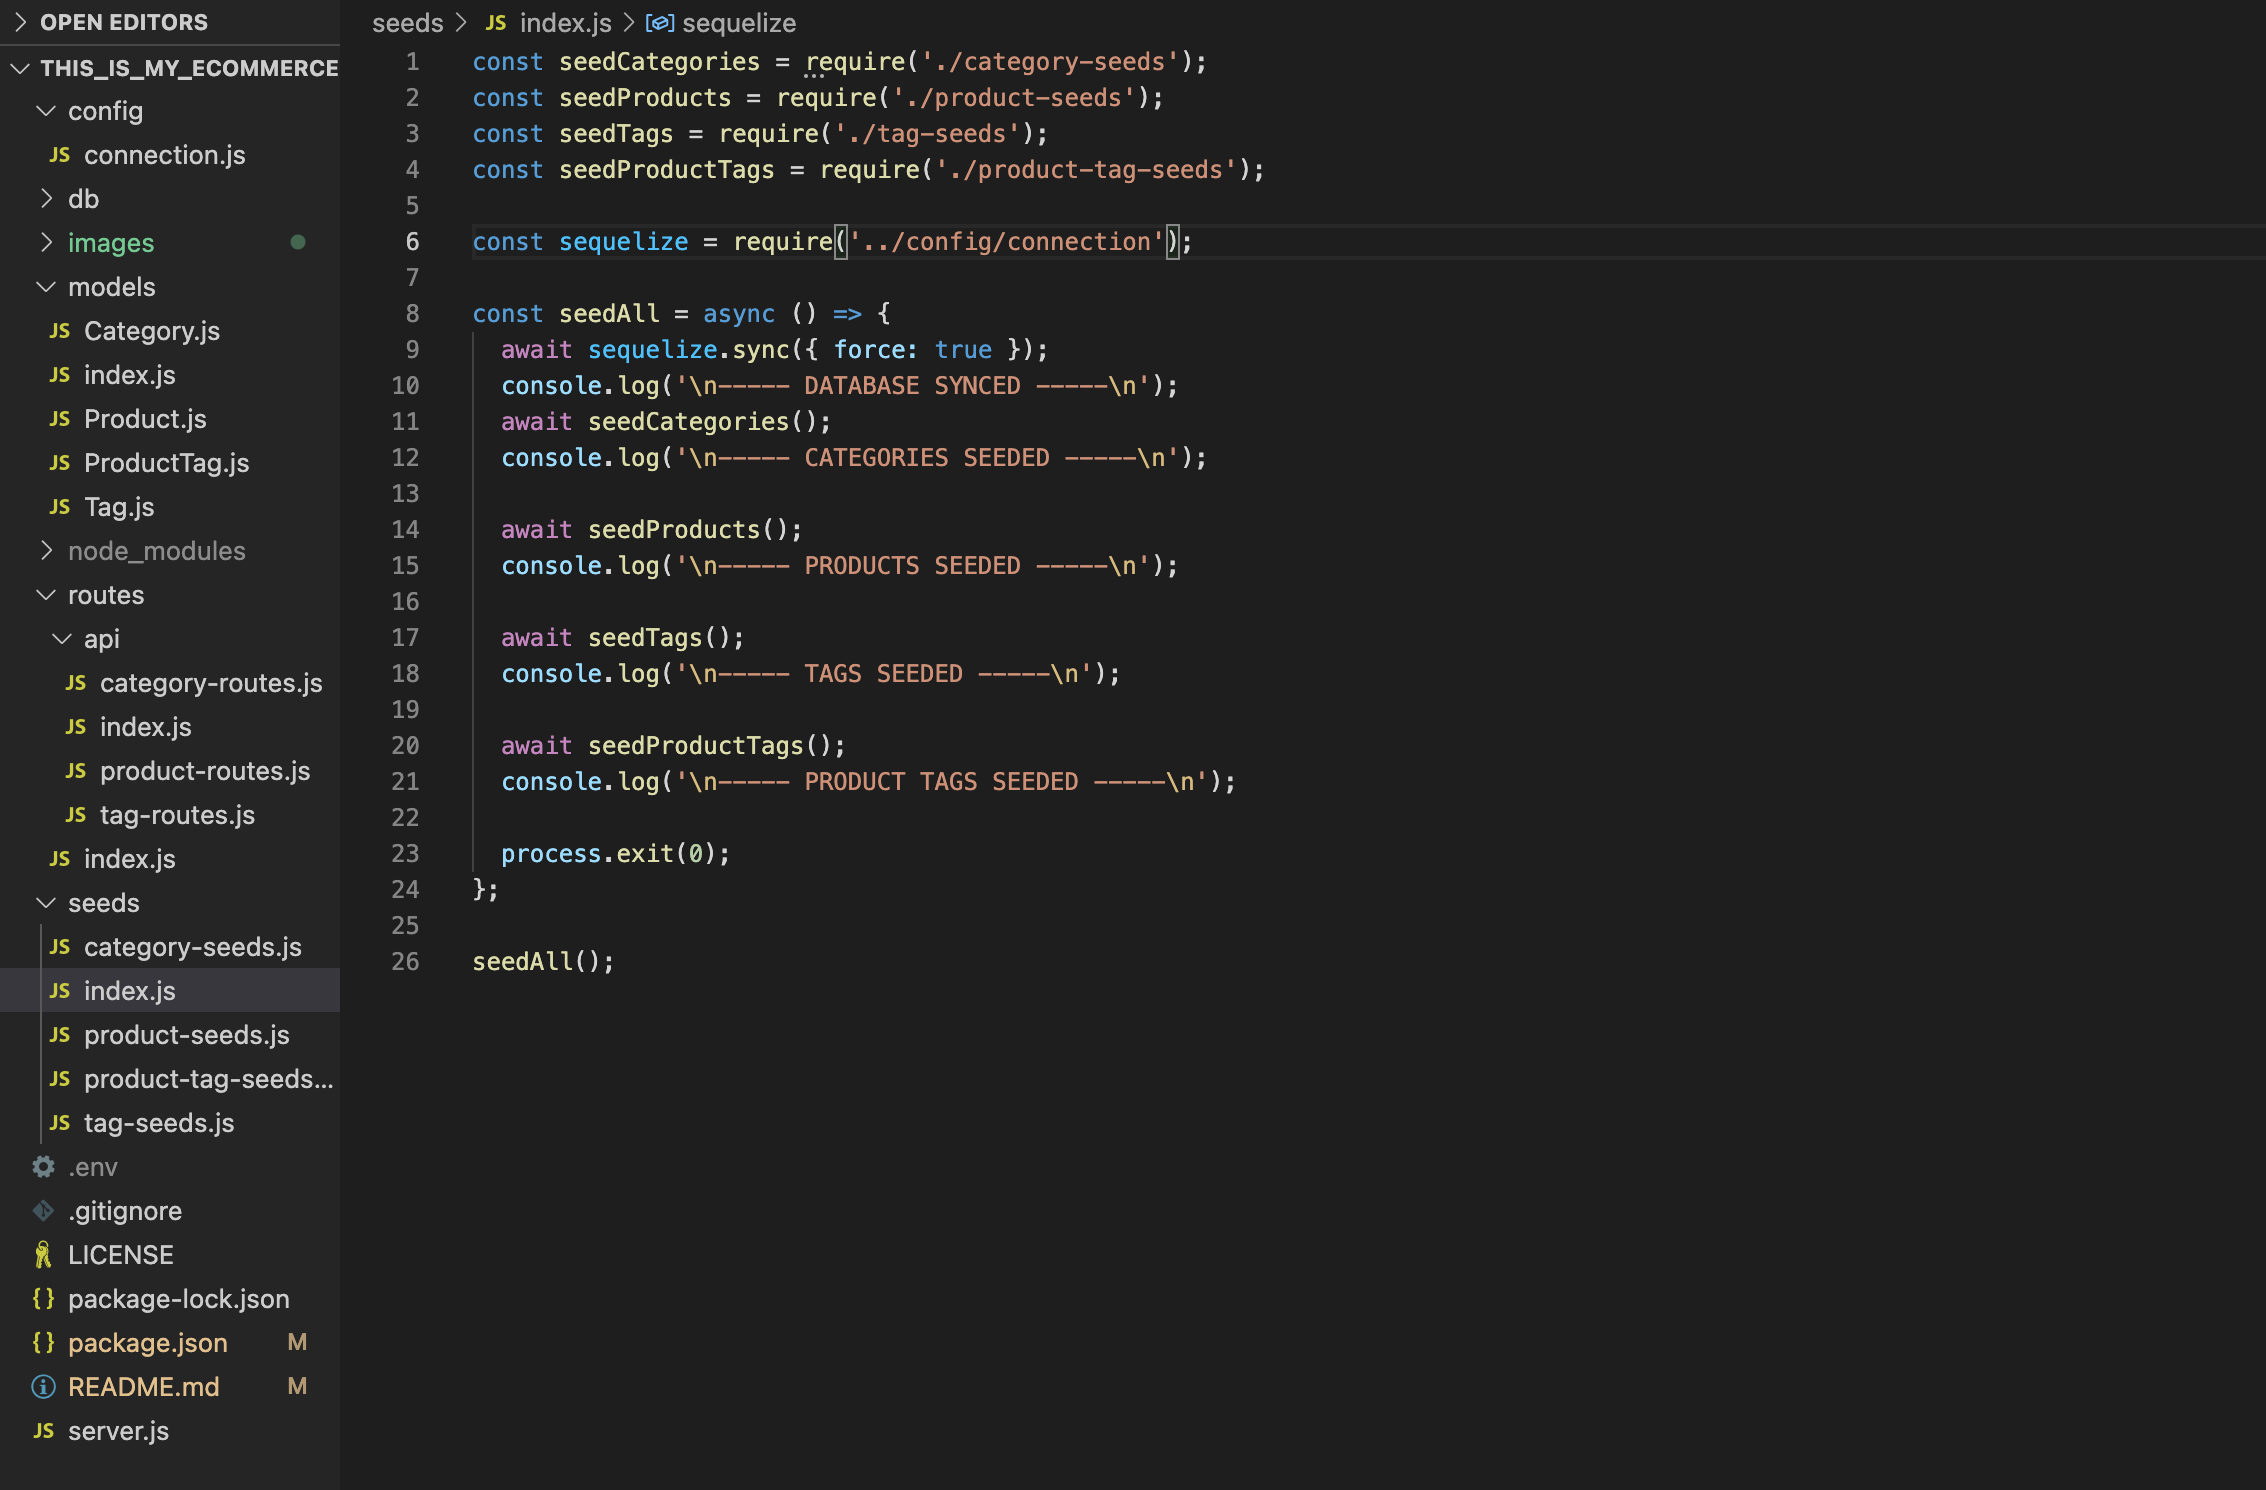 OPEN EDITORS
THIS_IS_MY_ECOMMERCE
config
JS connection.js
db
images
models
JS Category.js
JS index.js
JS Product.js
JS ProductTag.js
JS Tag.js
node_modules
routes
api
JS category-routes.js
JS index.js
JS product-routes.js
JS tag-routes.js
JS index.js
seeds
JS category-seeds.js
JS index.js
JS product-seeds.js
JS product-tag-seeds...
JS tag-seeds.js
.env
.gitignore
LICENSE
{} package-lock.json
{} package.json M
README.md M
JS server.js
seeds > JS index.js > sequelize
1 const seedCategories = require('./category-seeds');
2 const seedProducts = require('./product-seeds');
3 const seedTags = require('./tag-seeds');
4 const seedProductTags = require('./product-tag-seeds');
5
6 const sequelize = require('../config/connection');
7
8 const seedAll = async () => {
9 await sequelize.sync({ force: true });
10 console.log('\n----- DATABASE SYNCED -----\n');
11 await seedCategories();
12 console.log('\n----- CATEGORIES SEEDED -----\n');
13
14 await seedProducts();
15 console.log('\n----- PRODUCTS SEEDED -----\n');
16
17 await seedTags();
18 console.log('\n----- TAGS SEEDED -----\n');
19
20 await seedProductTags();
21 console.log('\n----- PRODUCT TAGS SEEDED -----\n');
22
23 process.exit(0);
24 };
25
26 seedAll();